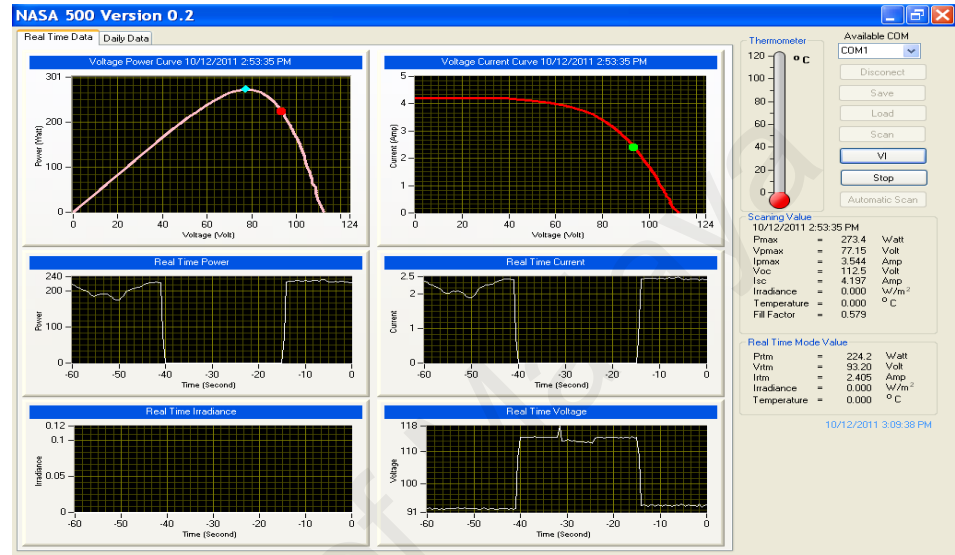 NASA 500 Version 0.2
Real Time Data Daily Data
Voltage Power Curve 10/12/2011 2:53:35 PM
301
200
100
0
Power (Watt)
0 20 40 60 80 100 124
Voltage (Volt)
Voltage Current Curve 10/12/2011 2:53:35 PM
5
4
3
2
1
0
Current (Amp)
0 20 40 60 80 100 124
Voltage (Volt)
Real Time Power
240
200
100
0
Power
-60 -50 -40 -30 -20 -10 0
Time (Second)
Real Time Current
2.5
2
1
0
Current
-60 -50 -40 -30 -20 -10 0
Time (Second)
Real Time Irradiance
0.12
0.1
0.05
0
Irradiance
-60 -50 -40 -30 -20 -10 0
Time (Second)
Real Time Voltage
118
110
100
91
Voltage
-60 -50 -40 -30 -20 -10 0
Time (Second)
Thermometer
120
100
80
60
40
20
0
° C
Available COM
COM1
Disconect
Save
Load
Scan
VI
Stop
Automatic Scan
Scaning Value
10/12/2011 2:53:35 PM
Pmax = 273.4 Watt
Vpmax = 77.15 Volt
Ipmax = 3.544 Amp
Voc = 112.5 Volt
Isc = 4.197 Amp
Irradiance = 0.000 W/m²
Temperature = 0.000 °C
Fill Factor = 0.579
Real Time Mode Value
Prtm = 224.2 Watt
Vrtm = 93.20 Volt
Irtm = 2.405 Amp
Irradiance = 0.000 W/m²
Temperature = 0.000 °C
10/12/2011 3:09:38 PM